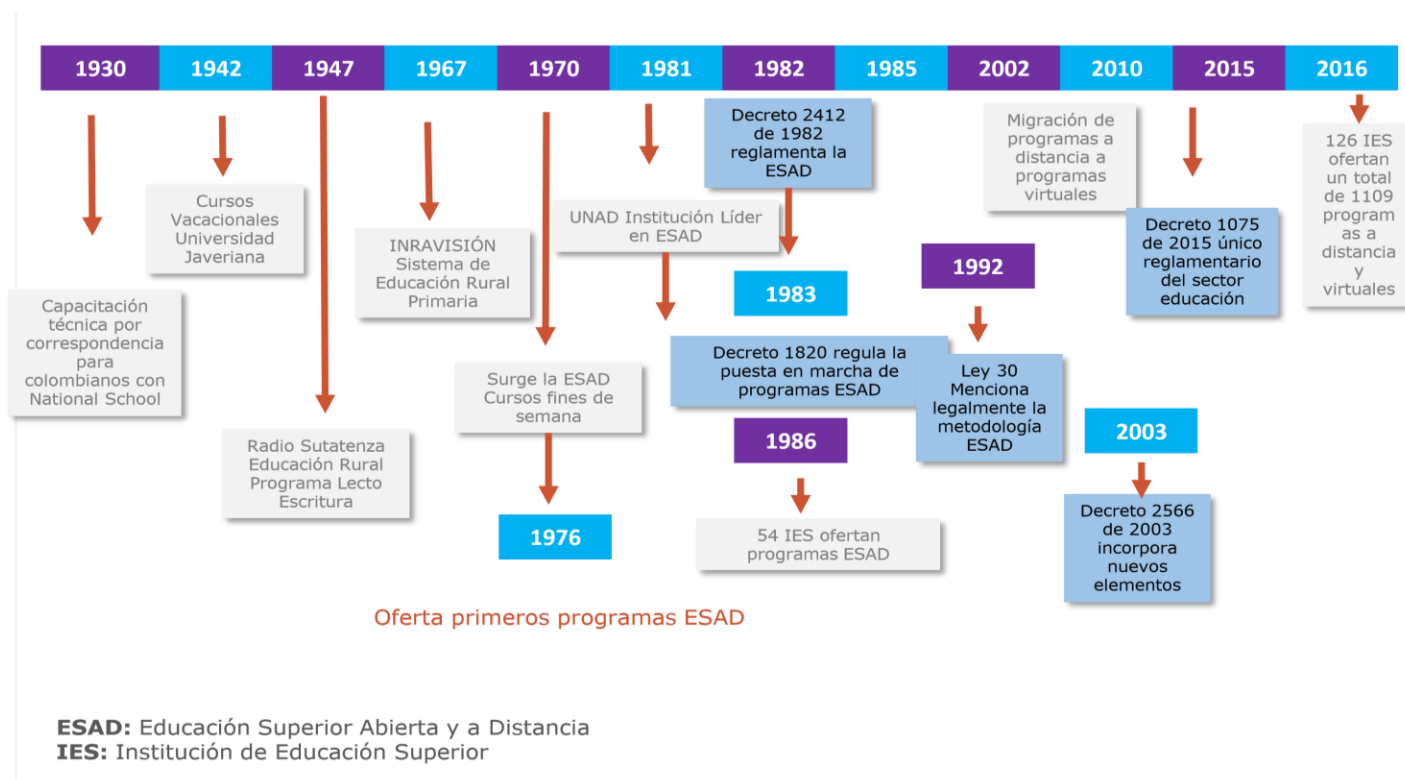 1930 1942 1947 1967 1970 1981 1982 1985 2002 2010 2015 2016
Capacitación
técnica por
correspondencia
para
colombianos con
National School
Cursos
Vacacionales
Universidad
Javeriana
Radio Sutatenza
Educación Rural
Programa Lecto
Escritura
INRAVISIÓN
Sistema de
Educación Rural
Primaria
Surge la ESAD
Cursos fines de
semana
1976
Oferta primeros programas ESAD
UNAD Institución Líder
en ESAD
Decreto 2412
de 1982
reglamenta la
ESAD
1983
Decreto 1820 regula la
puesta en marcha de
programas ESAD
1986
54 IES ofertan
programas ESAD
1992
Ley 30
Menciona
legalmente la
metodología
ESAD
Migración de
programas a
distancia a
programas
virtuales
2003
Decreto 2566
de 2003
incorpora
nuevos
elementos
Decreto 1075
de 2015 único
reglamentario
del sector
educación
126 IES
ofertan
un total
de 1109
program
as a
distancia
y
virtuales
ESAD: Educación Superior Abierta y a Distancia
IES: Institución de Educación Superior